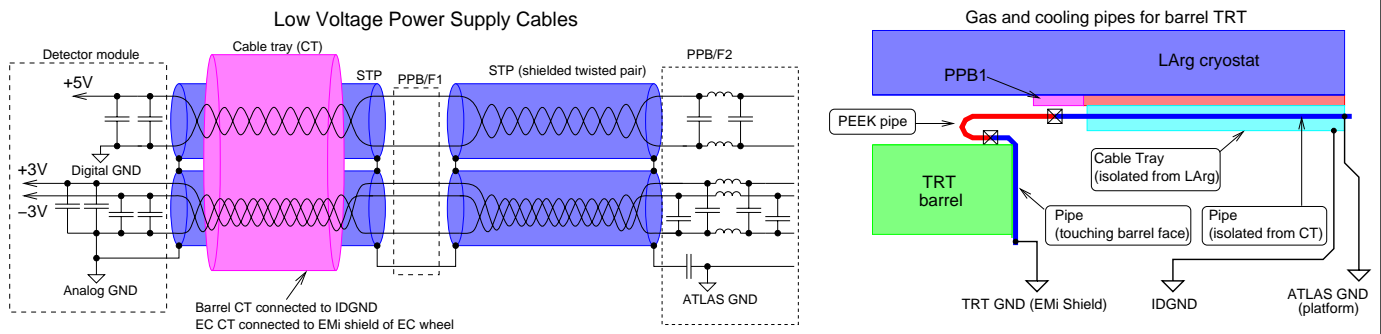 Low Voltage Power Supply Cables
Cable tray (CT)
Detector module
STP
PPB/F1
STP (shielded twisted pair)
PPB/F2
+5V
Digital GND
+3V
−3V
Analog GND
ATLAS GND
Barrel CT connected to IDGND
EC CT connected to EMi shield of EC wheel
Gas and cooling pipes for barrel TRT
LArg cryostat
PPB1
PEEK pipe
Cable Tray
(isolated from LArg)
TRT
barrel
Pipe
(touching barrel face)
Pipe
(isolated from CT)
TRT GND (EMi Shield)
IDGND
ATLAS GND
(platform)